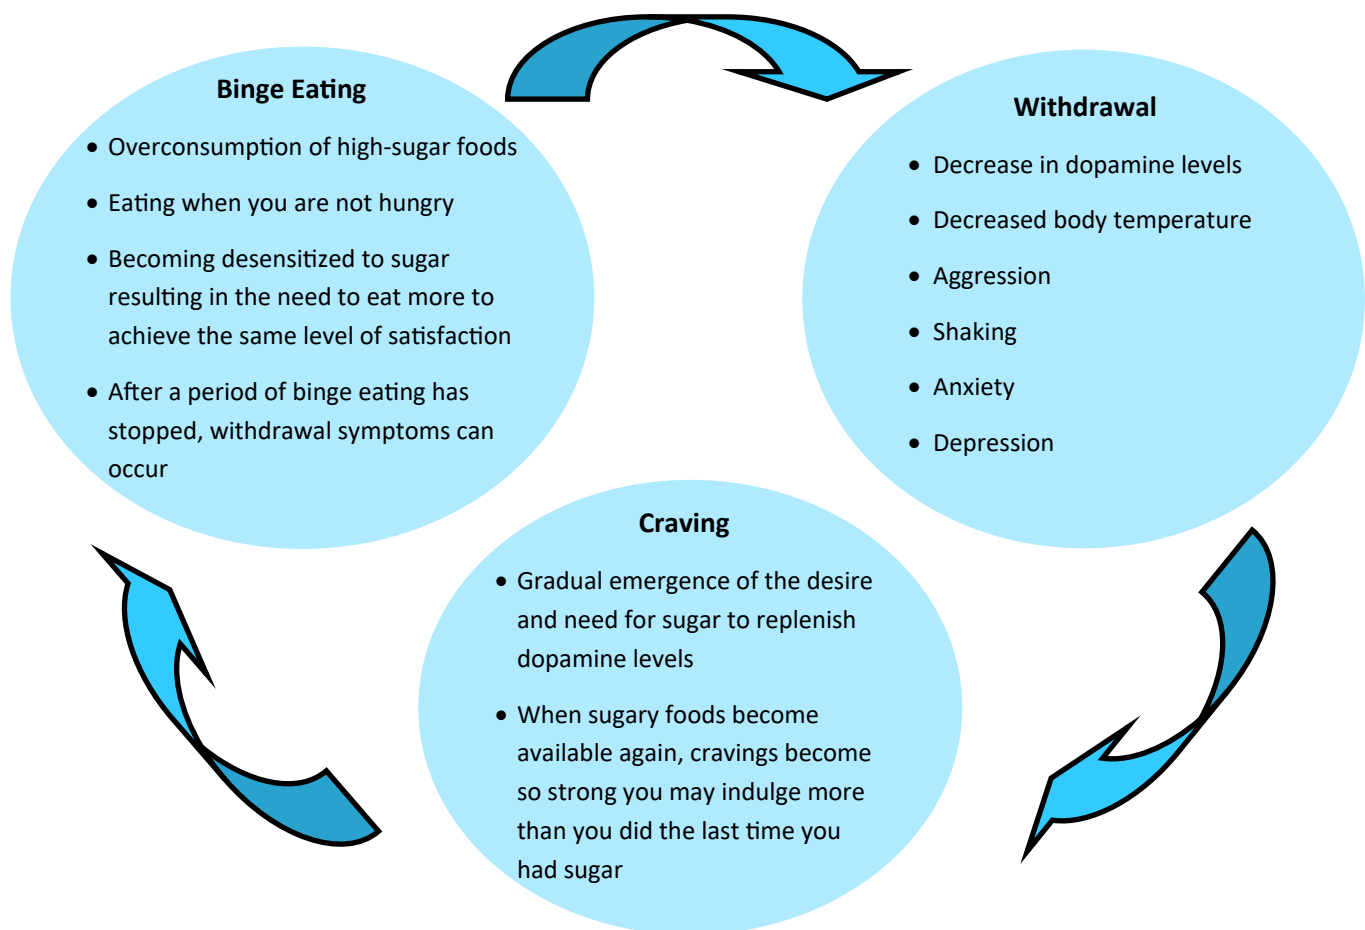 Binge Eating
• Overconsumption of high-sugar foods
• Eating when you are not hungry
• Becoming desensitized to sugar
resulting in the need to eat more to
achieve the same level of satisfaction
• After a period of binge eating has
stopped, withdrawal symptoms can
occur
Withdrawal
• Decrease in dopamine levels
• Decreased body temperature
• Aggression
• Shaking
• Anxiety
• Depression
Craving
• Gradual emergence of the desire
and need for sugar to replenish
dopamine levels
• When sugary foods become
available again, cravings become
so strong you may indulge more
than you did the last time you
had sugar